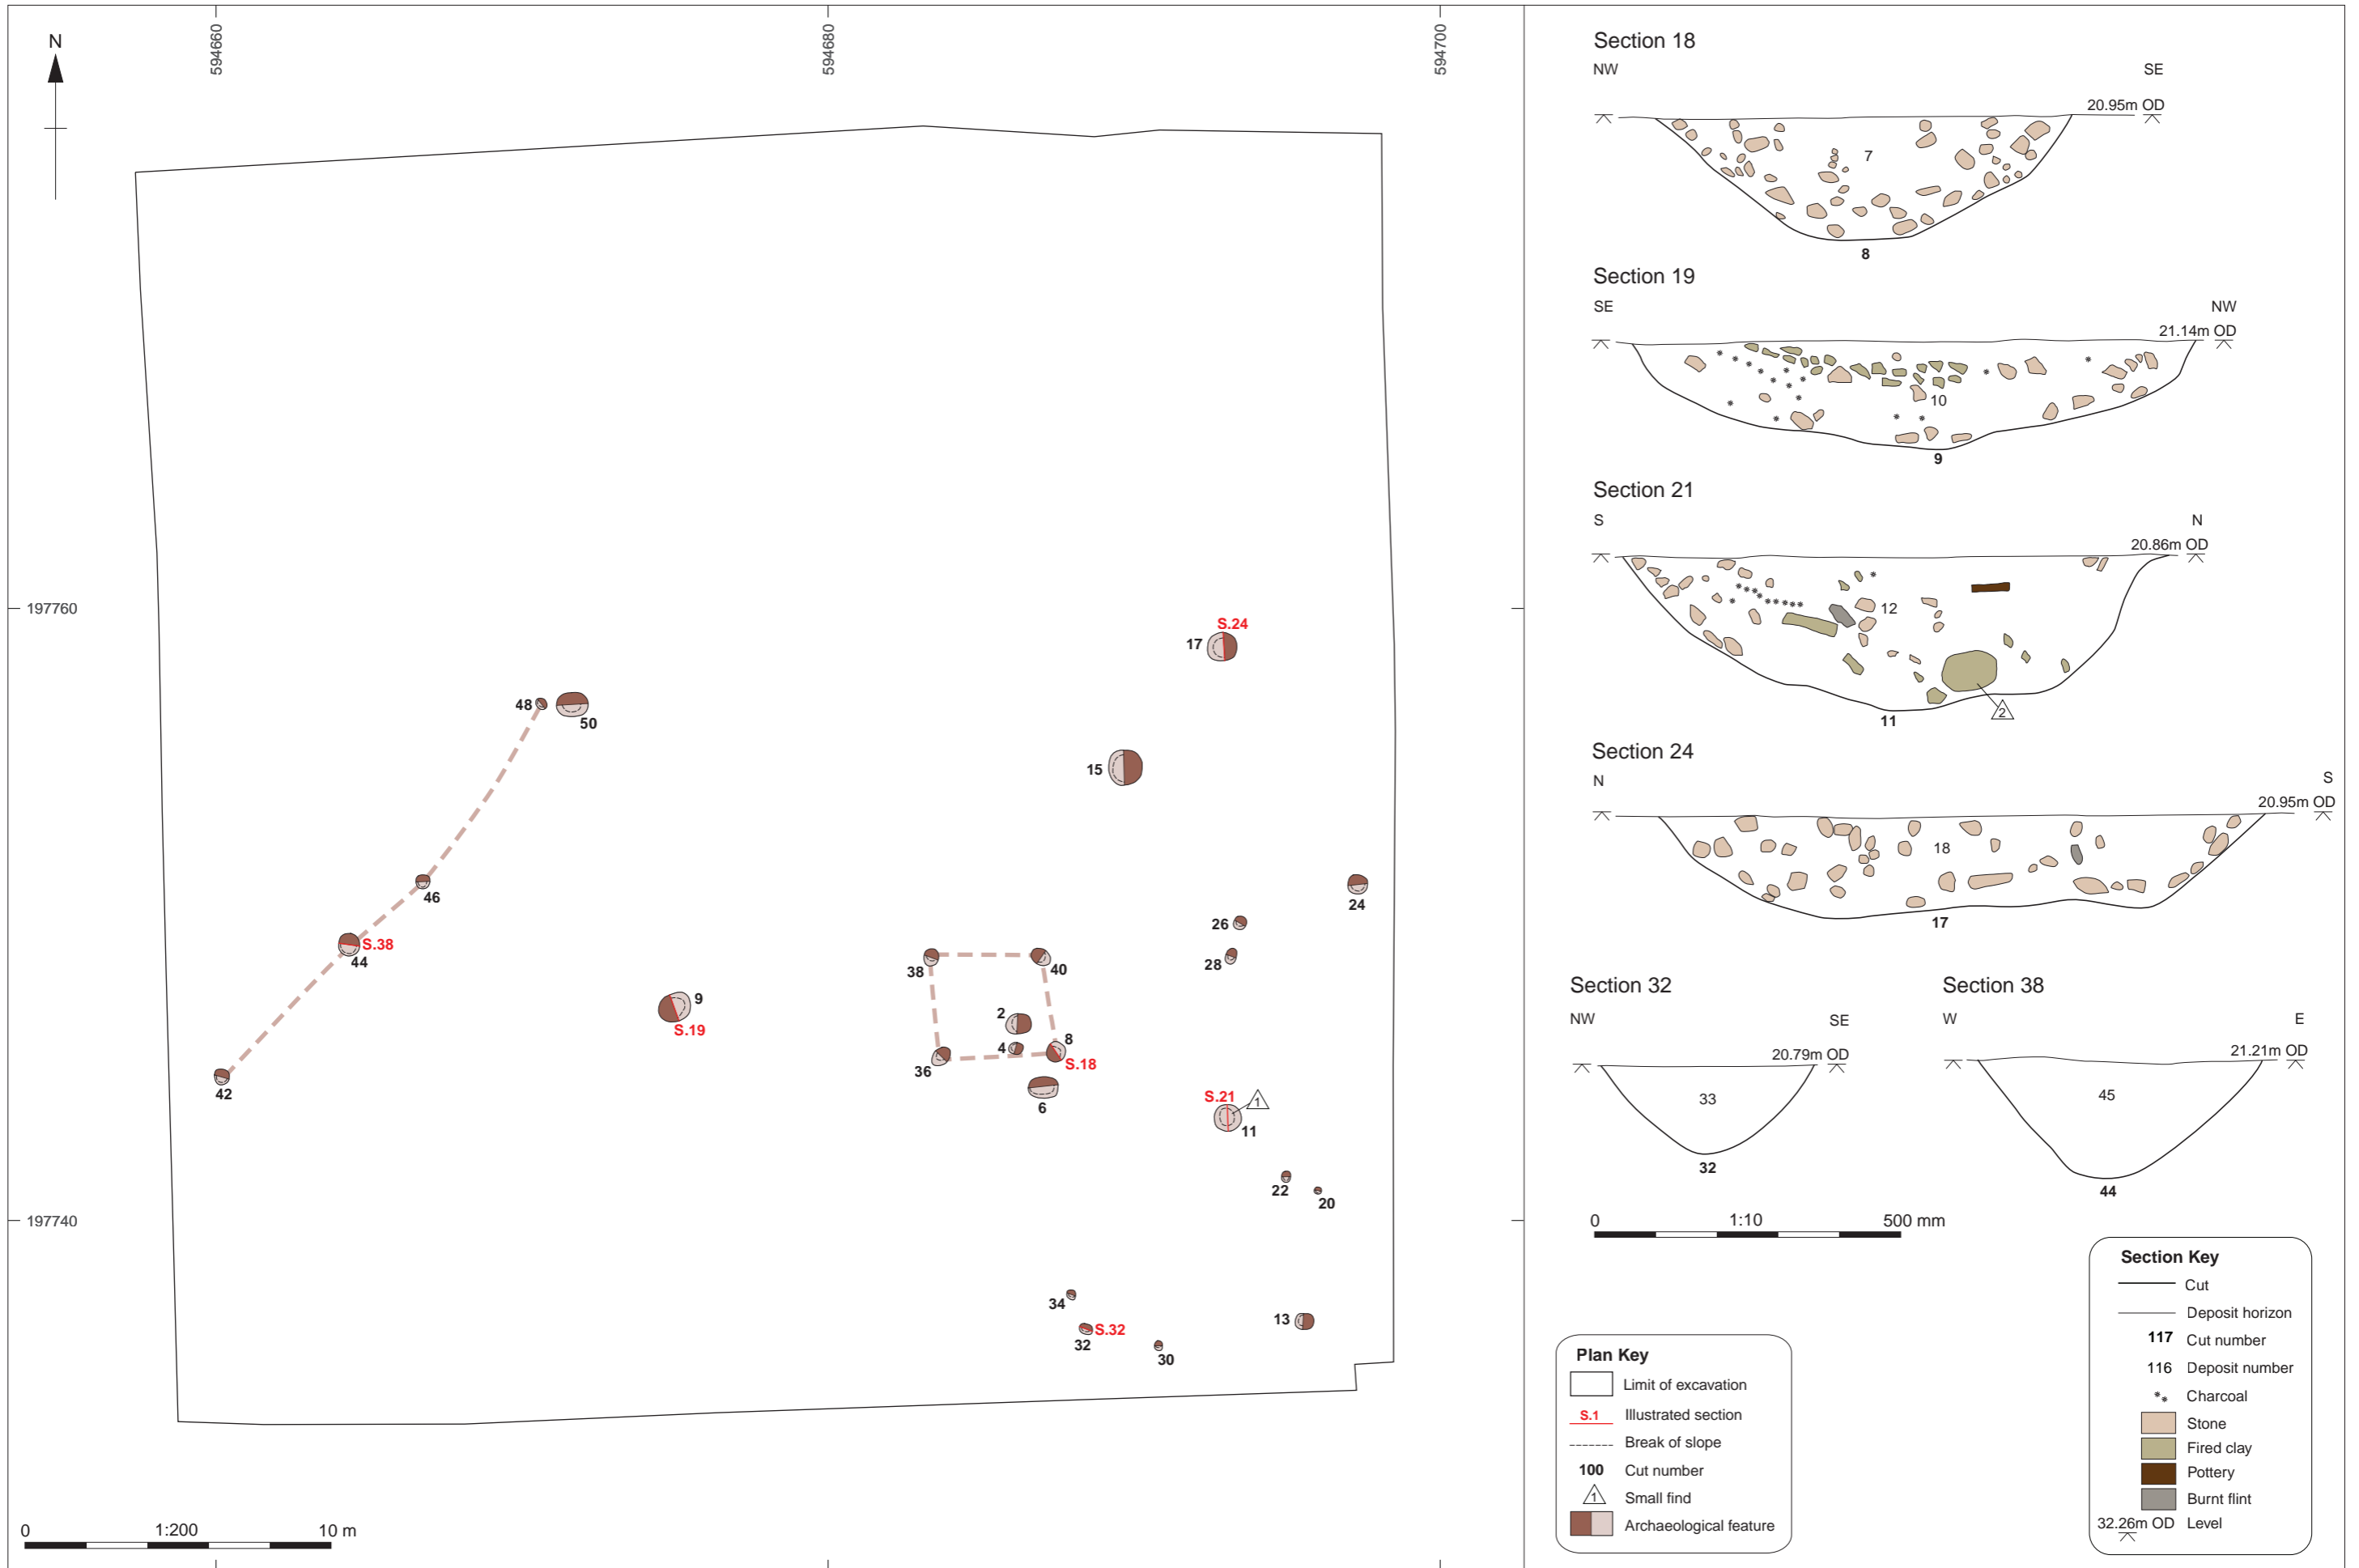 N
594660
594680
594700
197760
197740
S.24
17
48
50
15
46
24
26
S.38
44
28
38
40
9
S.19
2
4
8
S.18
36
42
6
S.21
1
11
22
20
34
S.32
32
30
13
0 1:200 10 m
Section 18
NW SE
20.95m OD
7
8
Section 19
SE NW
21.14m OD
10
9
Section 21
S N
20.86m OD
12
11
2
Section 24
N S
20.95m OD
18
17
Section 32
NW SE
20.79m OD
33
32
Section 38
W E
21.21m OD
45
44
0 1:10 500 mm
Plan Key
Limit of excavation
S.1 Illustrated section
Break of slope
100 Cut number
1 Small find
Archaeological feature
Section Key
Cut
Deposit horizon
117 Cut number
116 Deposit number
Charcoal
Stone
Fired clay
Pottery
Burnt flint
32.26m OD Level